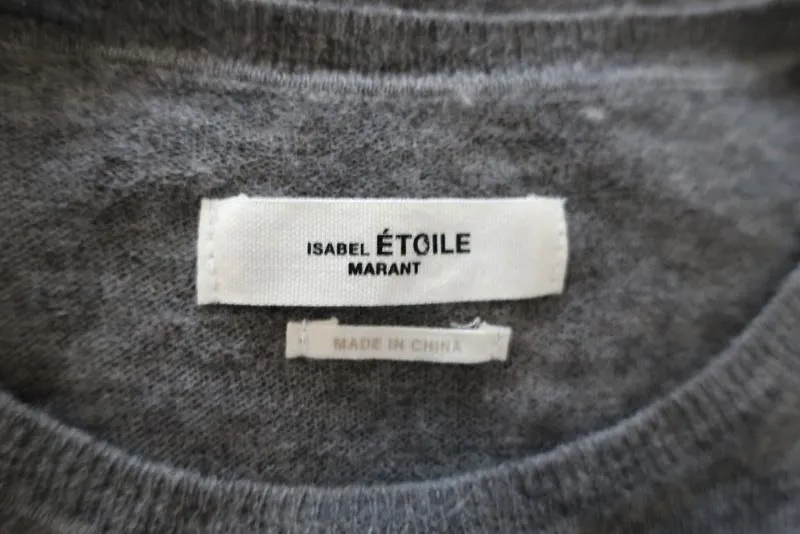 ISABEL ÉTOILE
MARANT
MADE IN CHINA